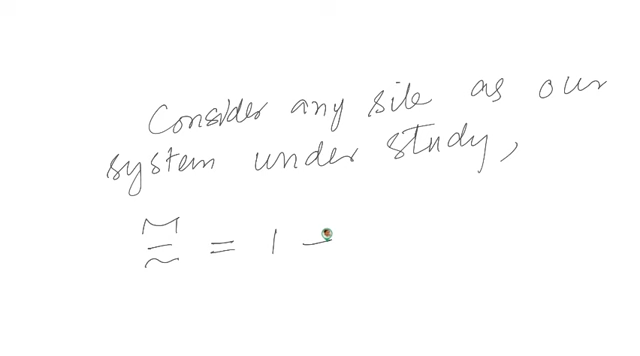 Consider any site as our
system under study,
Ξ = 1 −